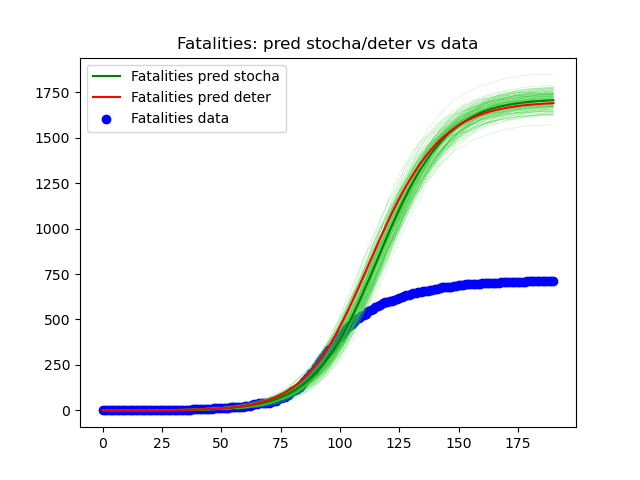 Fatalities: pred stocha/deter vs data
Fatalities pred stocha
Fatalities pred deter
Fatalities data
1750
1500
1250
1000
750
500
250
0
0 25 50 75 100 125 150 175